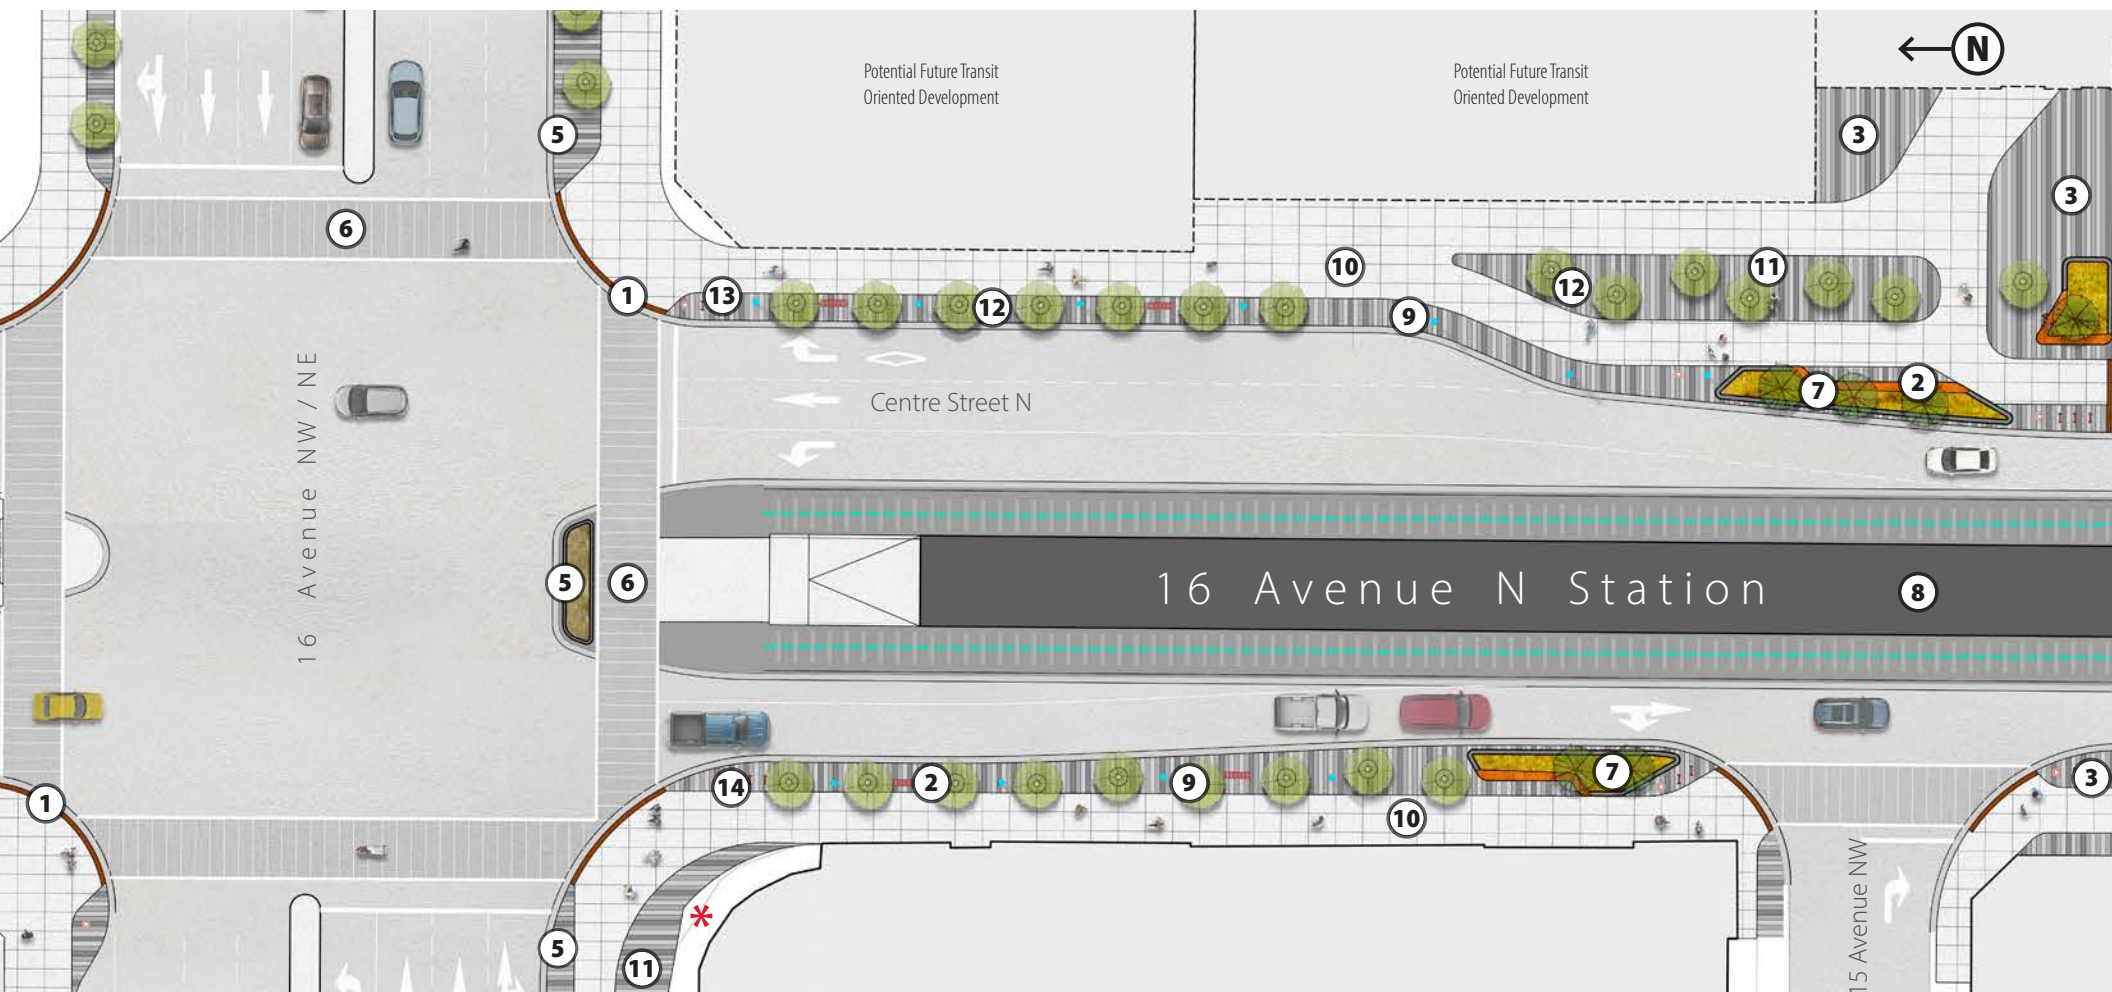 Potential Future Transit
Oriented Development
Potential Future Transit
Oriented Development
N
5
3
3
6
10
11
12
1
13
12
9
16 Avenue NW / NE
Centre Street N
7
2
5
6
16 Avenue N Station
8
1
14
2
9
7
3
10
15 Avenue NW
5
11
*